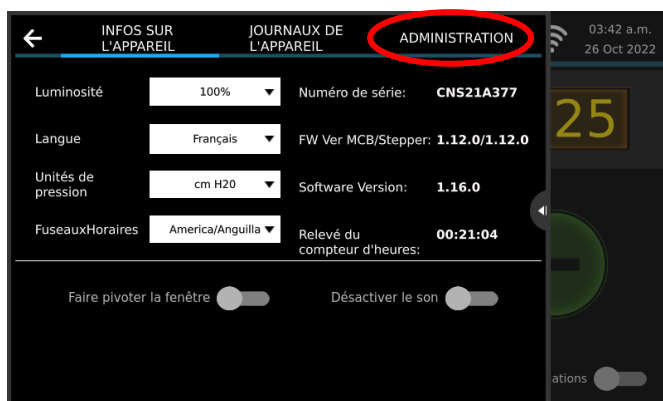 INFOS SUR
L'APPAREIL
JOURNAUX DE
L'APPAREIL
ADMINISTRATION
03:42 a.m.
26 Oct 2022
Luminosité 100% Numéro de série: CNS21A377
25
Langue Français FW Ver MCB/Stepper: 1.12.0/1.12.0
Unités de
pression cm H20 Software Version: 1.16.0
FuseauxHoraires America/Anguilla Relevé du
compteur d'heures: 00:21:04
Faire pivoter la fenêtre Désactiver le son
ations